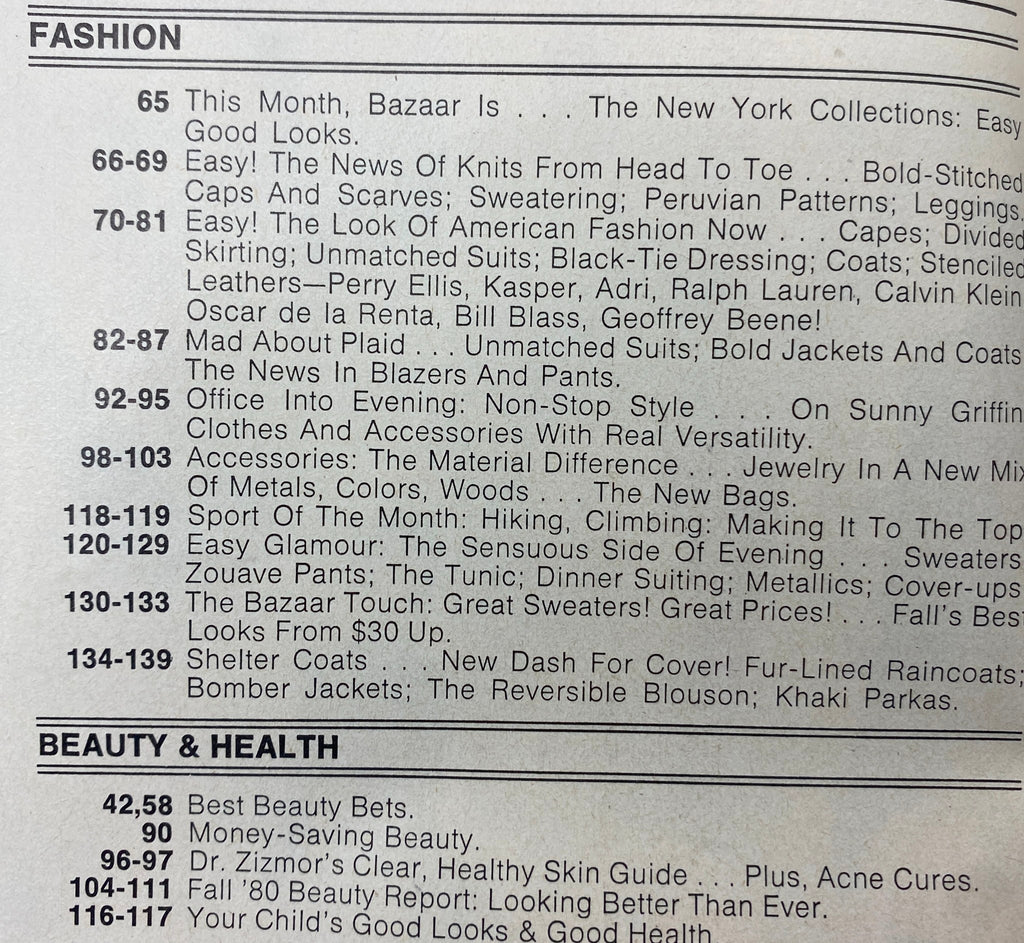 FASHION
65 This Month, Bazaar Is . . . The New York Collections: Easy
Good Looks.
66-69 Easy! The News Of Knits From Head To Toe . . . Bold-Stitched
Caps And Scarves; Sweatering; Peruvian Patterns; Leggings.
70-81 Easy! The Look Of American Fashion Now . . . Capes; Divided
Skirting; Unmatched Suits; Black-Tie Dressing; Coats; Stenciled
Leathers—Perry Ellis, Kasper, Adri, Ralph Lauren, Calvin Klein
Oscar de la Renta, Bill Blass, Geoffrey Beene!
82-87 Mad About Plaid . . . Unmatched Suits; Bold Jackets And Coats
The News In Blazers And Pants.
92-95 Office Into Evening: Non-Stop Style . . . On Sunny Griffin
Clothes And Accessories With Real Versatility.
98-103 Accessories: The Material Difference . . . Jewelry In A New Mix
Of Metals, Colors, Woods . . . The New Bags.
118-119 Sport Of The Month: Hiking, Climbing: Making It To The Top
120-129 Easy Glamour: The Sensuous Side Of Evening . . . Sweaters
Zouave Pants; The Tunic; Dinner Suiting; Metallics; Cover-ups
130-133 The Bazaar Touch: Great Sweaters! Great Prices! . . . Fall's Best
Looks From $30 Up.
134-139 Shelter Coats . . . New Dash For Cover! Fur-Lined Raincoats;
Bomber Jackets; The Reversible Blouson; Khaki Parkas.
BEAUTY & HEALTH
42,58 Best Beauty Bets.
90 Money-Saving Beauty.
96-97 Dr. Zizmor's Clear, Healthy Skin Guide . . . Plus, Acne Cures.
104-111 Fall '80 Beauty Report: Looking Better Than Ever.
116-117 Your Child's Good Looks & Good Health